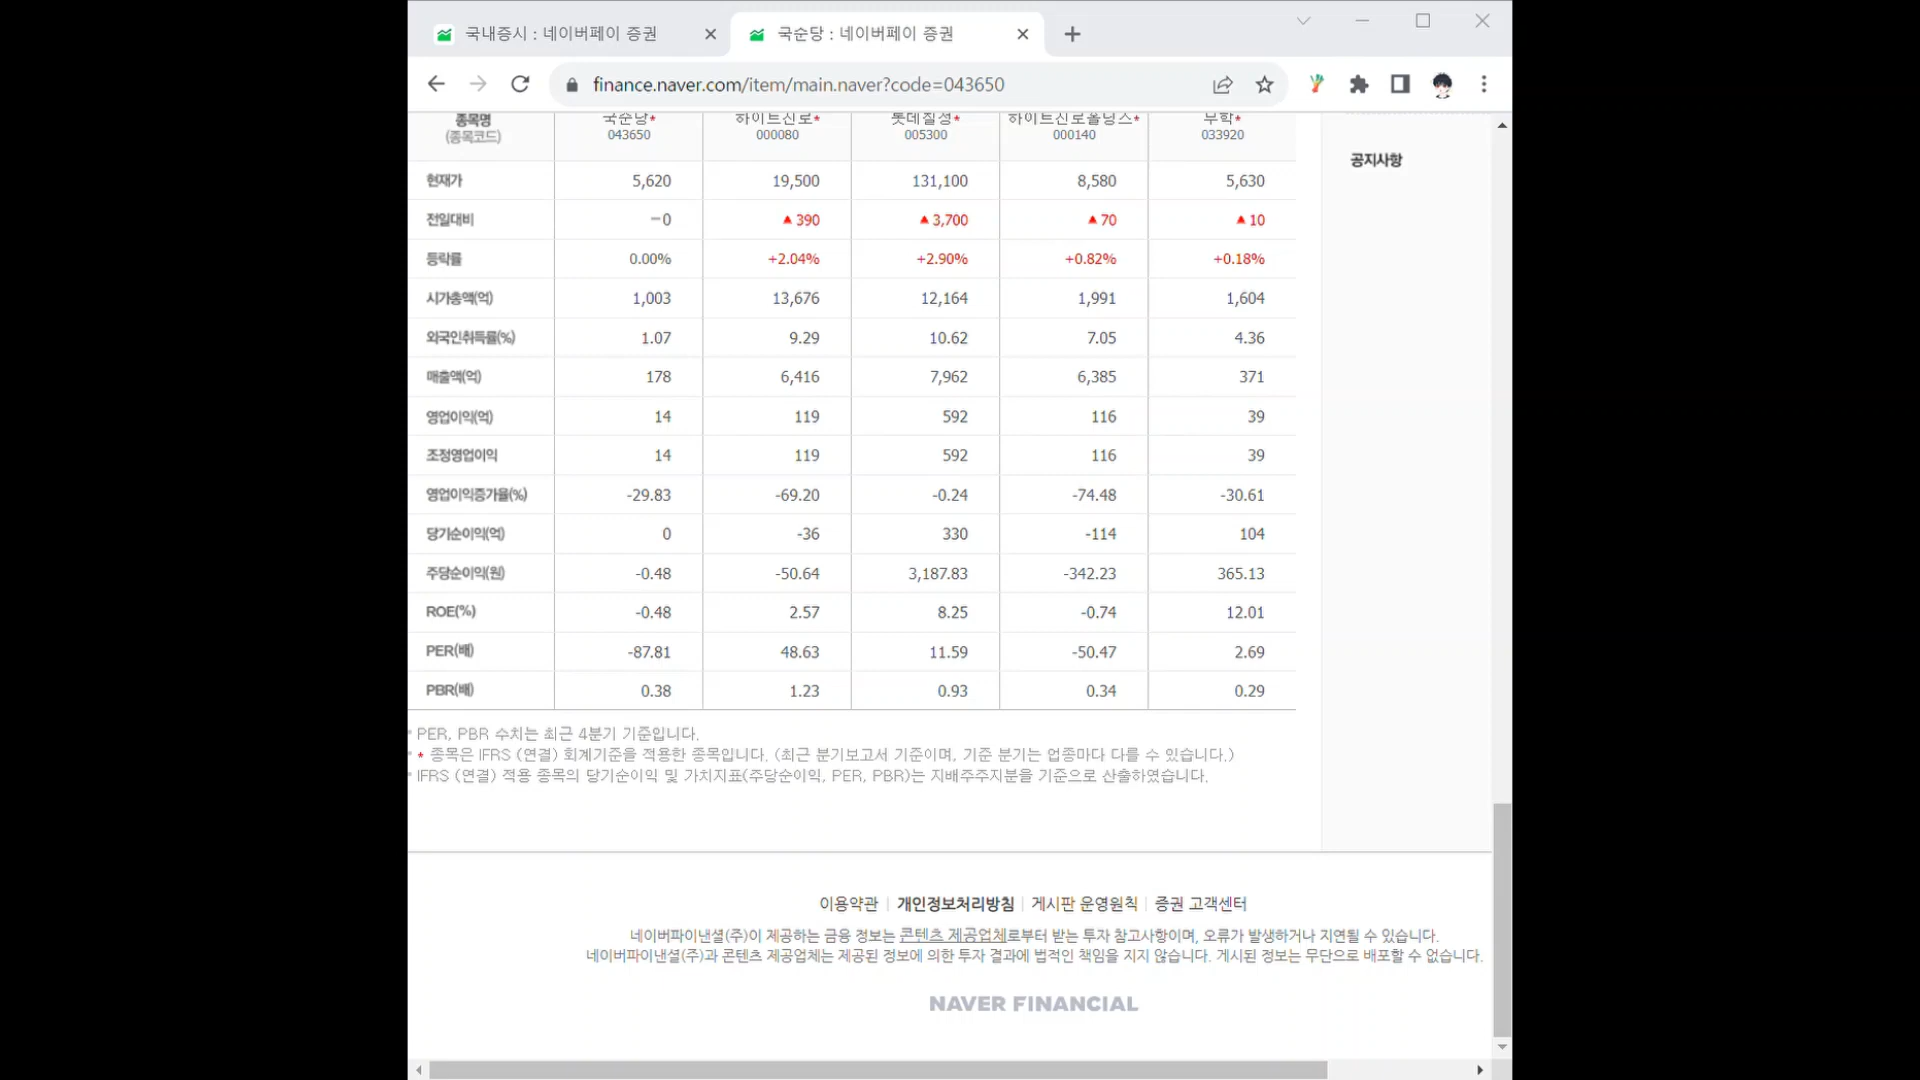 국내증시 : 네이버페이 증권
국순당 : 네이버페이 증권
finance.naver.com/item/main.naver?code=043650
종목명 국순당* 하이트진로* 롯데칠성* 하이트진로홀딩스* 무학*
(종목코드) 043650 000080 005300 000140 033920
현재가 5,620 19,500 131,100 8,580 5,630
전일대비 −0 ▲390 ▲3,700 ▲70 ▲10
등락률 0.00% +2.04% +2.90% +0.82% +0.18%
시가총액(억) 1,003 13,676 12,164 1,991 1,604
외국인취득률(%) 1.07 9.29 10.62 7.05 4.36
매출액(억) 178 6,416 7,962 6,385 371
영업이익(억) 14 119 592 116 39
조정영업이익 14 119 592 116 39
영업이익증가율(%) -29.83 -69.20 -0.24 -74.48 -30.61
당기순이익(억) 0 -36 330 -114 104
주당순이익(원) -0.48 -50.64 3,187.83 -342.23 365.13
ROE(%) -0.48 2.57 8.25 -0.74 12.01
PER(배) -87.81 48.63 11.59 -50.47 2.69
PBR(배) 0.38 1.23 0.93 0.34 0.29
공지사항
* PER, PBR 수치는 최근 4분기 기준입니다.
* * 종목은 IFRS (연결) 회계기준을 적용한 종목입니다. (최근 분기보고서 기준이며, 기준 분기는 업종마다 다를 수 있습니다.)
* IFRS (연결) 적용 종목의 당기순이익 및 가치지표(주당순이익, PER, PBR)는 지배주주지분을 기준으로 산출하였습니다.
이용약관 | 개인정보처리방침 | 게시판 운영원칙 | 증권 고객센터
네이버파이낸셜(주)이 제공하는 금융 정보는 콘텐츠 제공업체로부터 받는 투자 참고사항이며, 오류가 발생하거나 지연될 수 있습니다.
네이버파이낸셜(주)과 콘텐츠 제공업체는 제공된 정보에 의한 투자 결과에 법적인 책임을 지지 않습니다. 게시된 정보는 무단으로 배포할 수 없습니다.
NAVER FINANCIAL